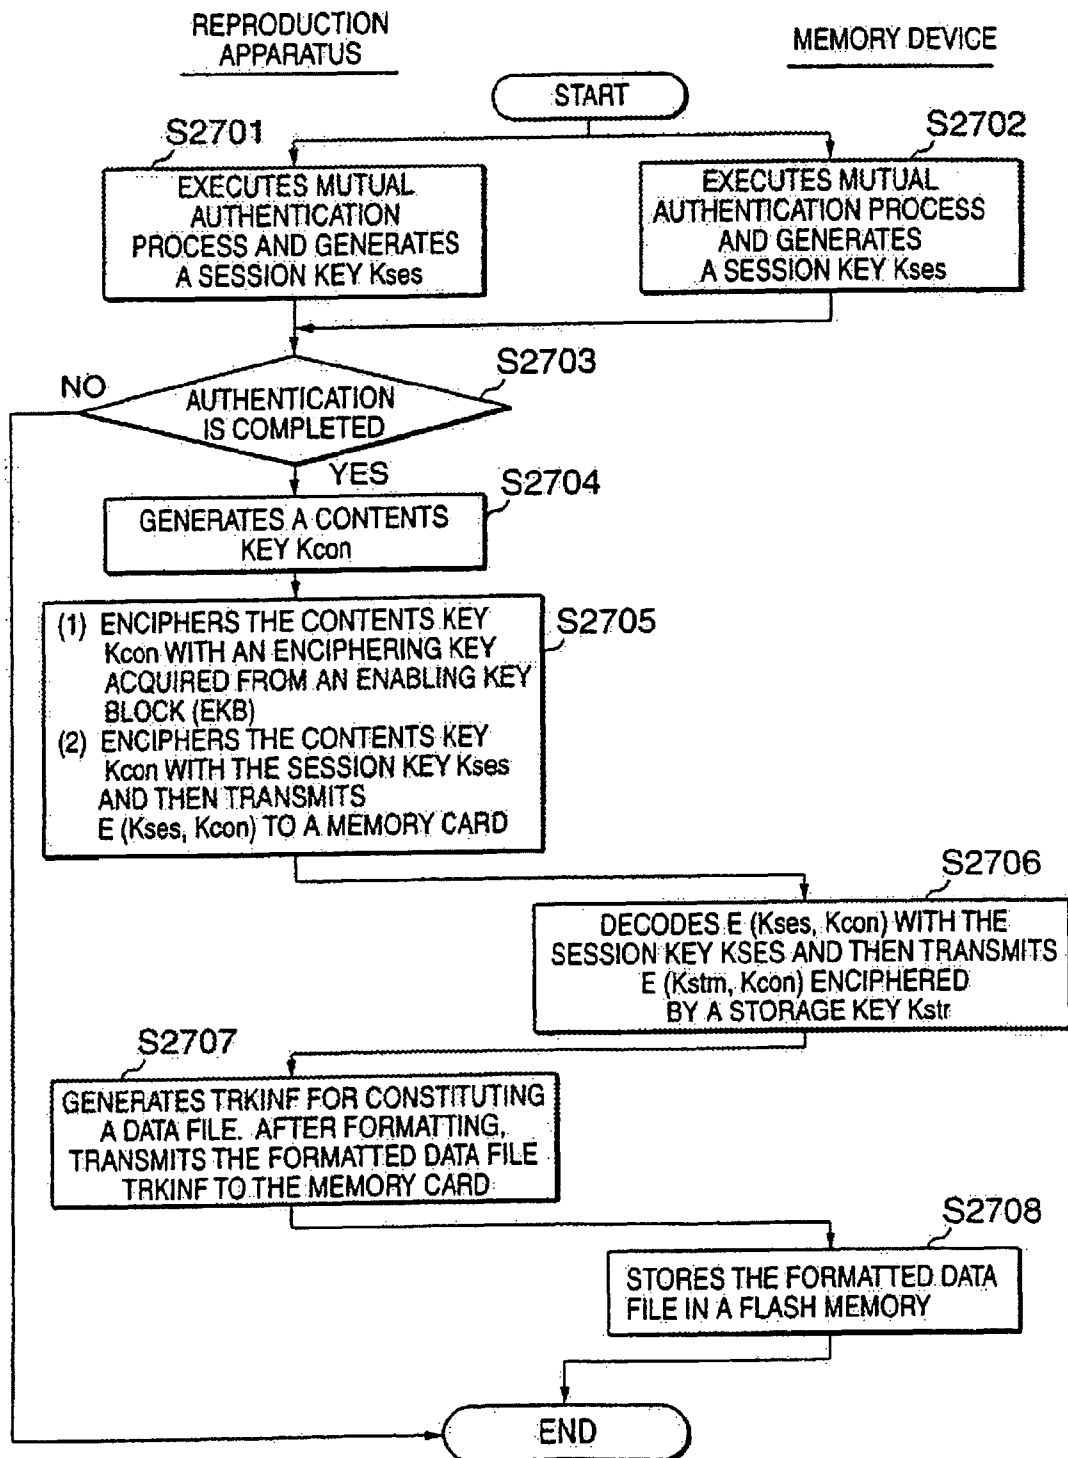 REPRODUCTION
APPARATUS
MEMORY DEVICE
START
S2701
S2702
EXECUTES MUTUAL
AUTHENTICATION
PROCESS AND GENERATES
A SESSION KEY Kses
EXECUTES MUTUAL
AUTHENTICATION PROCESS
AND GENERATES
A SESSION KEY Kses
S2703
NO
AUTHENTICATION
IS COMPLETED
YES
S2704
GENERATES A CONTENTS
KEY Kcon
S2705
(1) ENCIPHERS THE CONTENTS KEY
Kcon WITH AN ENCIPHERING KEY
ACQUIRED FROM AN ENABLING KEY
BLOCK (EKB)
(2) ENCIPHERS THE CONTENTS KEY
Kcon WITH THE SESSION KEY Kses
AND THEN TRANSMITS
E (Kses, Kcon) TO A MEMORY CARD
S2706
DECODES E (Kses, Kcon) WITH THE
SESSION KEY KSES AND THEN TRANSMITS
E (Kstm, Kcon) ENCIPHERED
BY A STORAGE KEY Kstr
S2707
GENERATES TRKINF FOR CONSTITUTING
A DATA FILE. AFTER FORMATTING,
TRANSMITS THE FORMATTED DATA FILE
TRKINF TO THE MEMORY CARD
S2708
STORES THE FORMATTED DATA
FILE IN A FLASH MEMORY
END